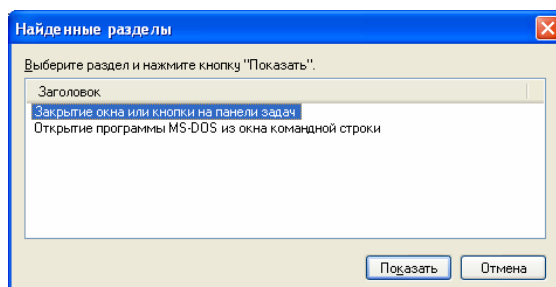 Найденные разделы
Выберите раздел и нажмите кнопку "Показать".
Заголовок
Закрытие окна или кнопки на панели задач
Открытие программы MS-DOS из окна командной строки
Показать Отмена